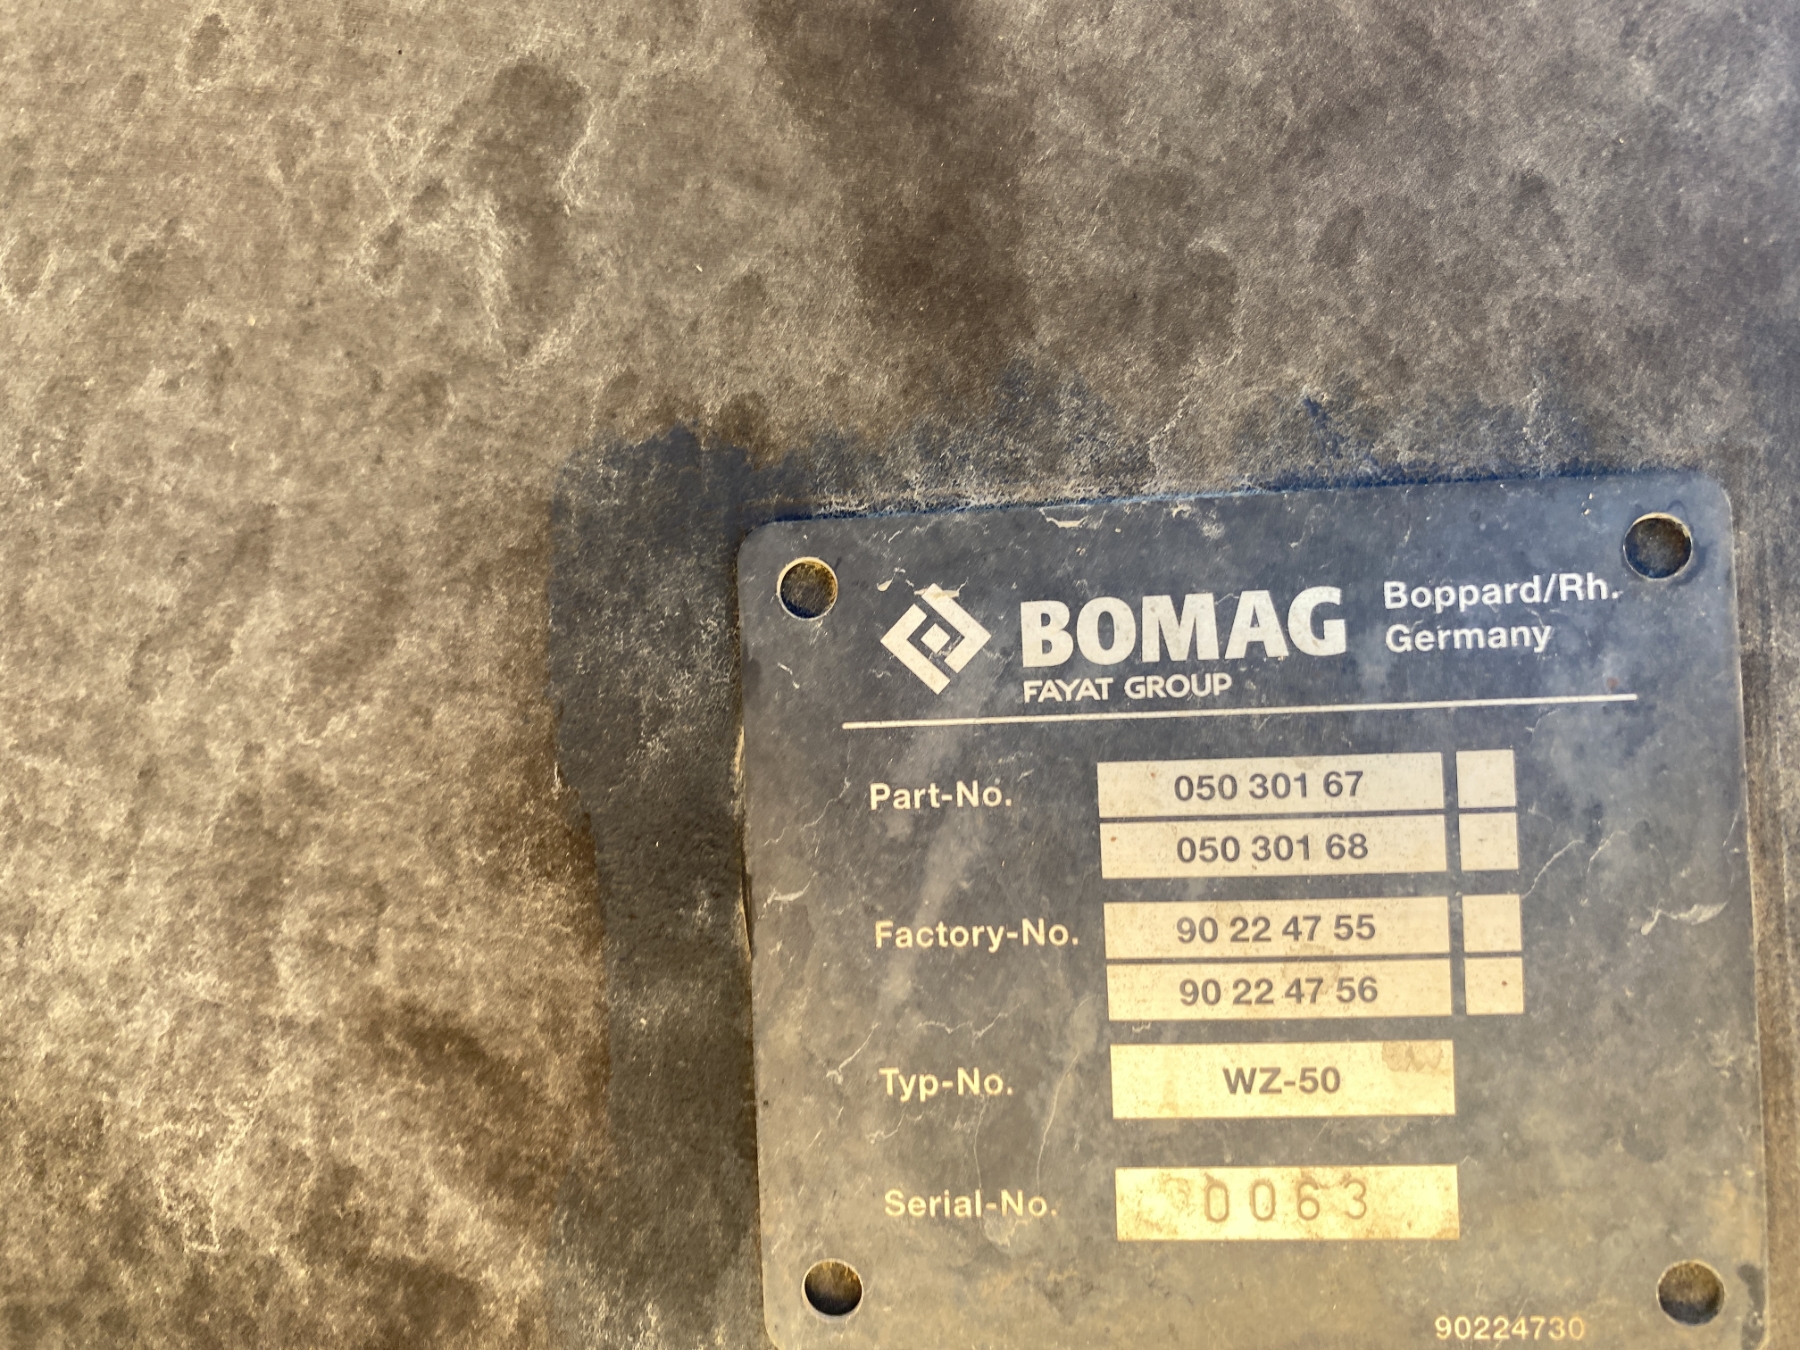 BOMAG
FAYAT GROUP
Boppard/Rh.
Germany
Part-No.
050 301 67
050 301 68
Factory-No.
90 22 47 55
90 22 47 56
Typ-No.
WZ-50
Serial-No.
0063
90224730